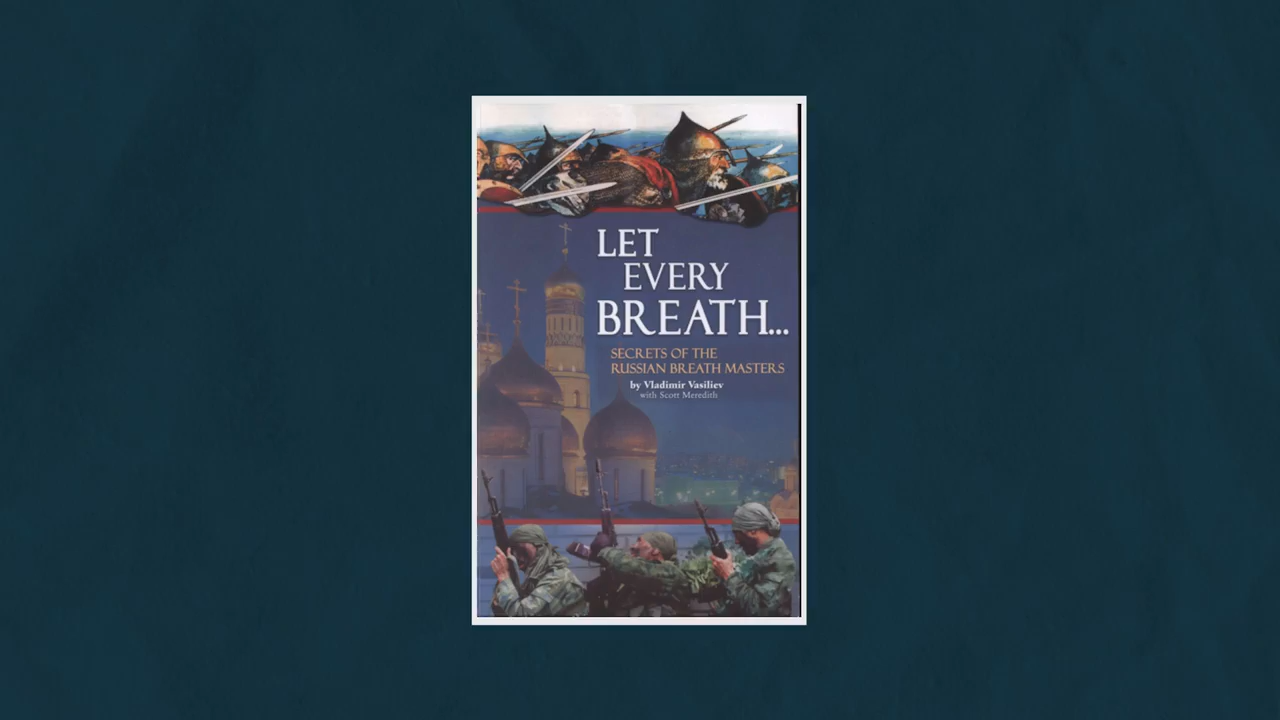 LET
EVERY
BREATH...
SECRETS OF THE
RUSSIAN BREATH MASTERS
by Vladimir Vasiliev
with Scott Meredith